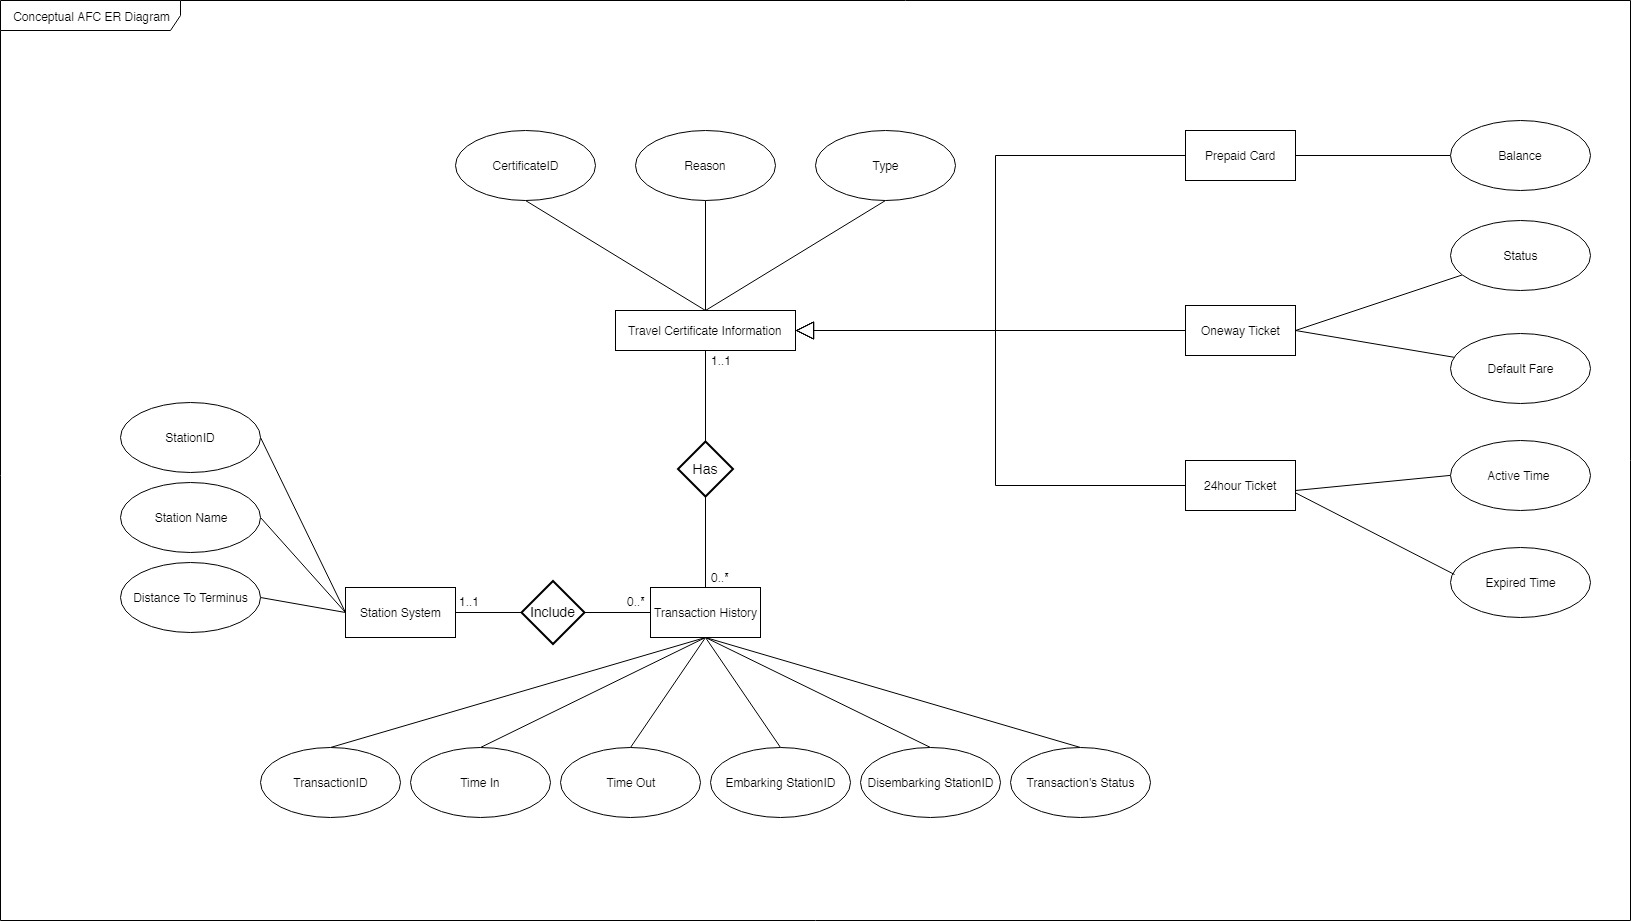 Conceptual AFC ER Diagram
CertificateID
Reason
Type
Prepaid Card
Balance
Status
Travel Certificate Information
Oneway Ticket
1..1
Default Fare
StationID
Has
24hour Ticket
Active Time
Station Name
0..*
Expired Time
Distance To Terminus
1..1
0..*
Station System
Include
Transaction History
TransactionID
Time In
Time Out
Embarking StationID
Disembarking StationID
Transaction's Status